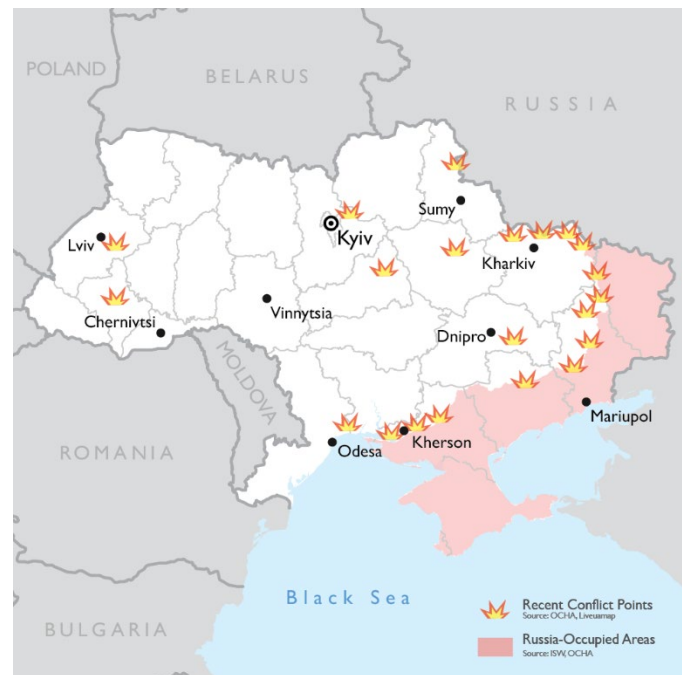 POLAND
BELARUS
RUSSIA
Sumy
Kyiv
Lviv
Kharkiv
Chernivtsi
Vinnytsia
Dnipro
MOLDOVA
Mariupol
Kherson
Odesa
ROMANIA
Black Sea
BULGARIA
Recent Conflict Points
Source: OCHA, Liveuamap
Russia-Occupied Areas
Source: ISW, OCHA